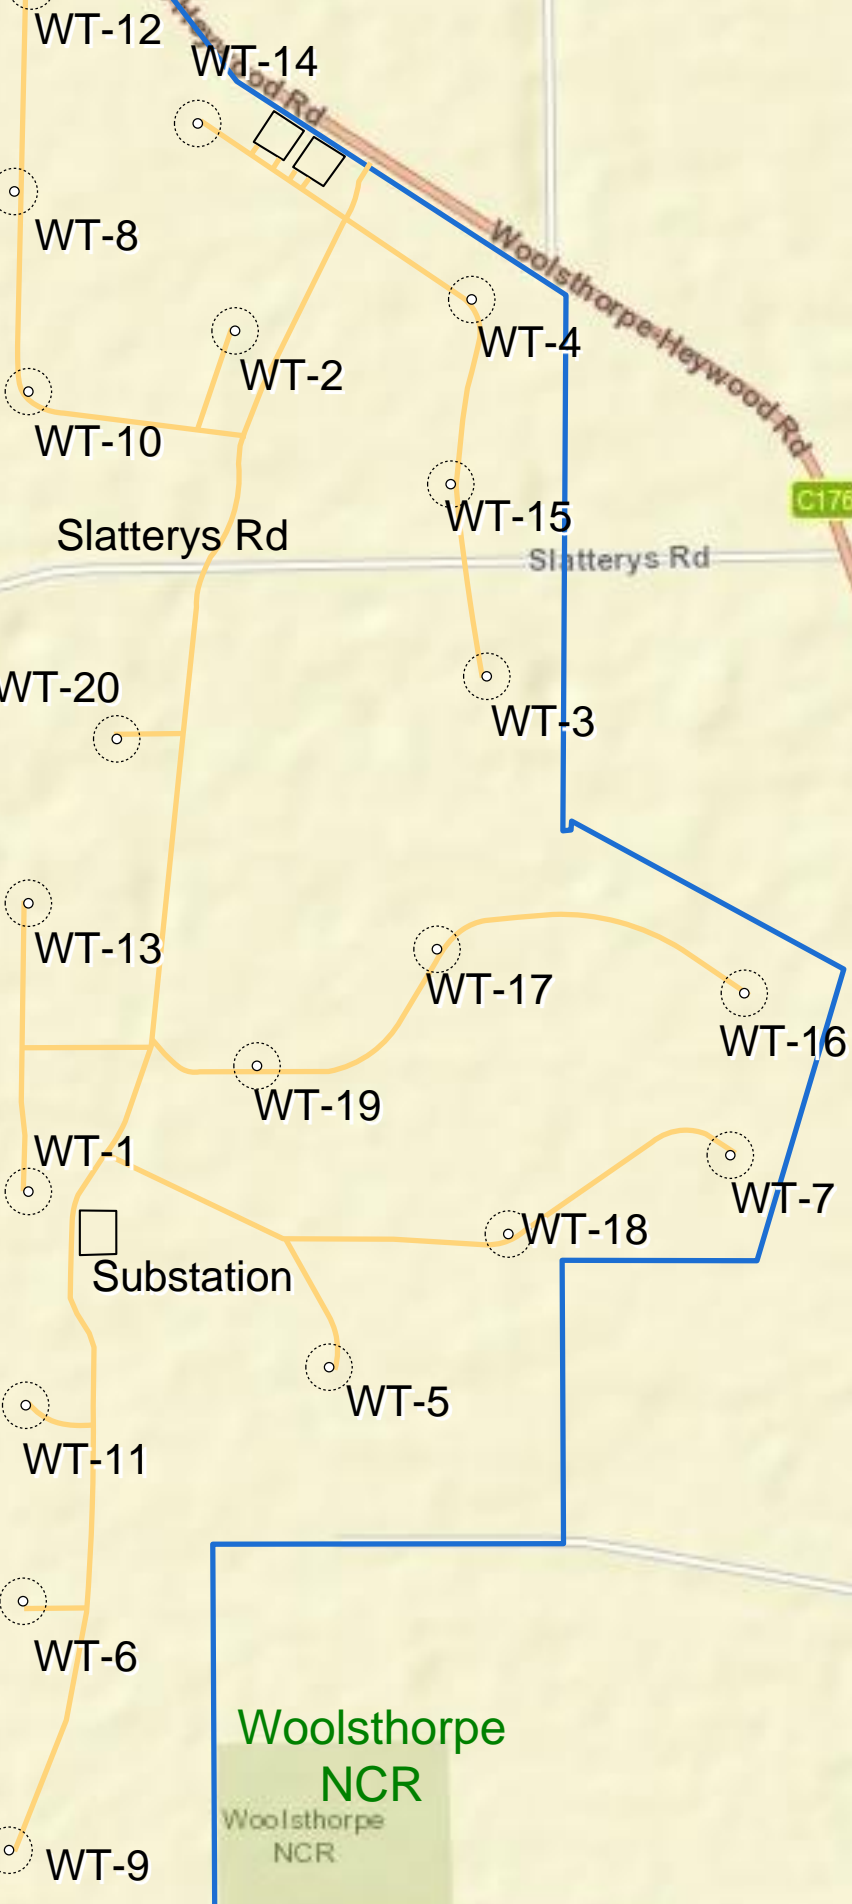 WT-12
WT-14
Heywood Rd
WT-8
Woolsthorpe-Heywood Rd
WT-4
WT-2
WT-10
C176
WT-15
Slatterys Rd
Slatterys Rd
WT-20
WT-3
WT-13
WT-17
WT-16
WT-19
WT-1
WT-7
WT-18
Substation
WT-5
WT-11
WT-6
Woolsthorpe
NCR
Woolsthorpe
NCR
WT-9